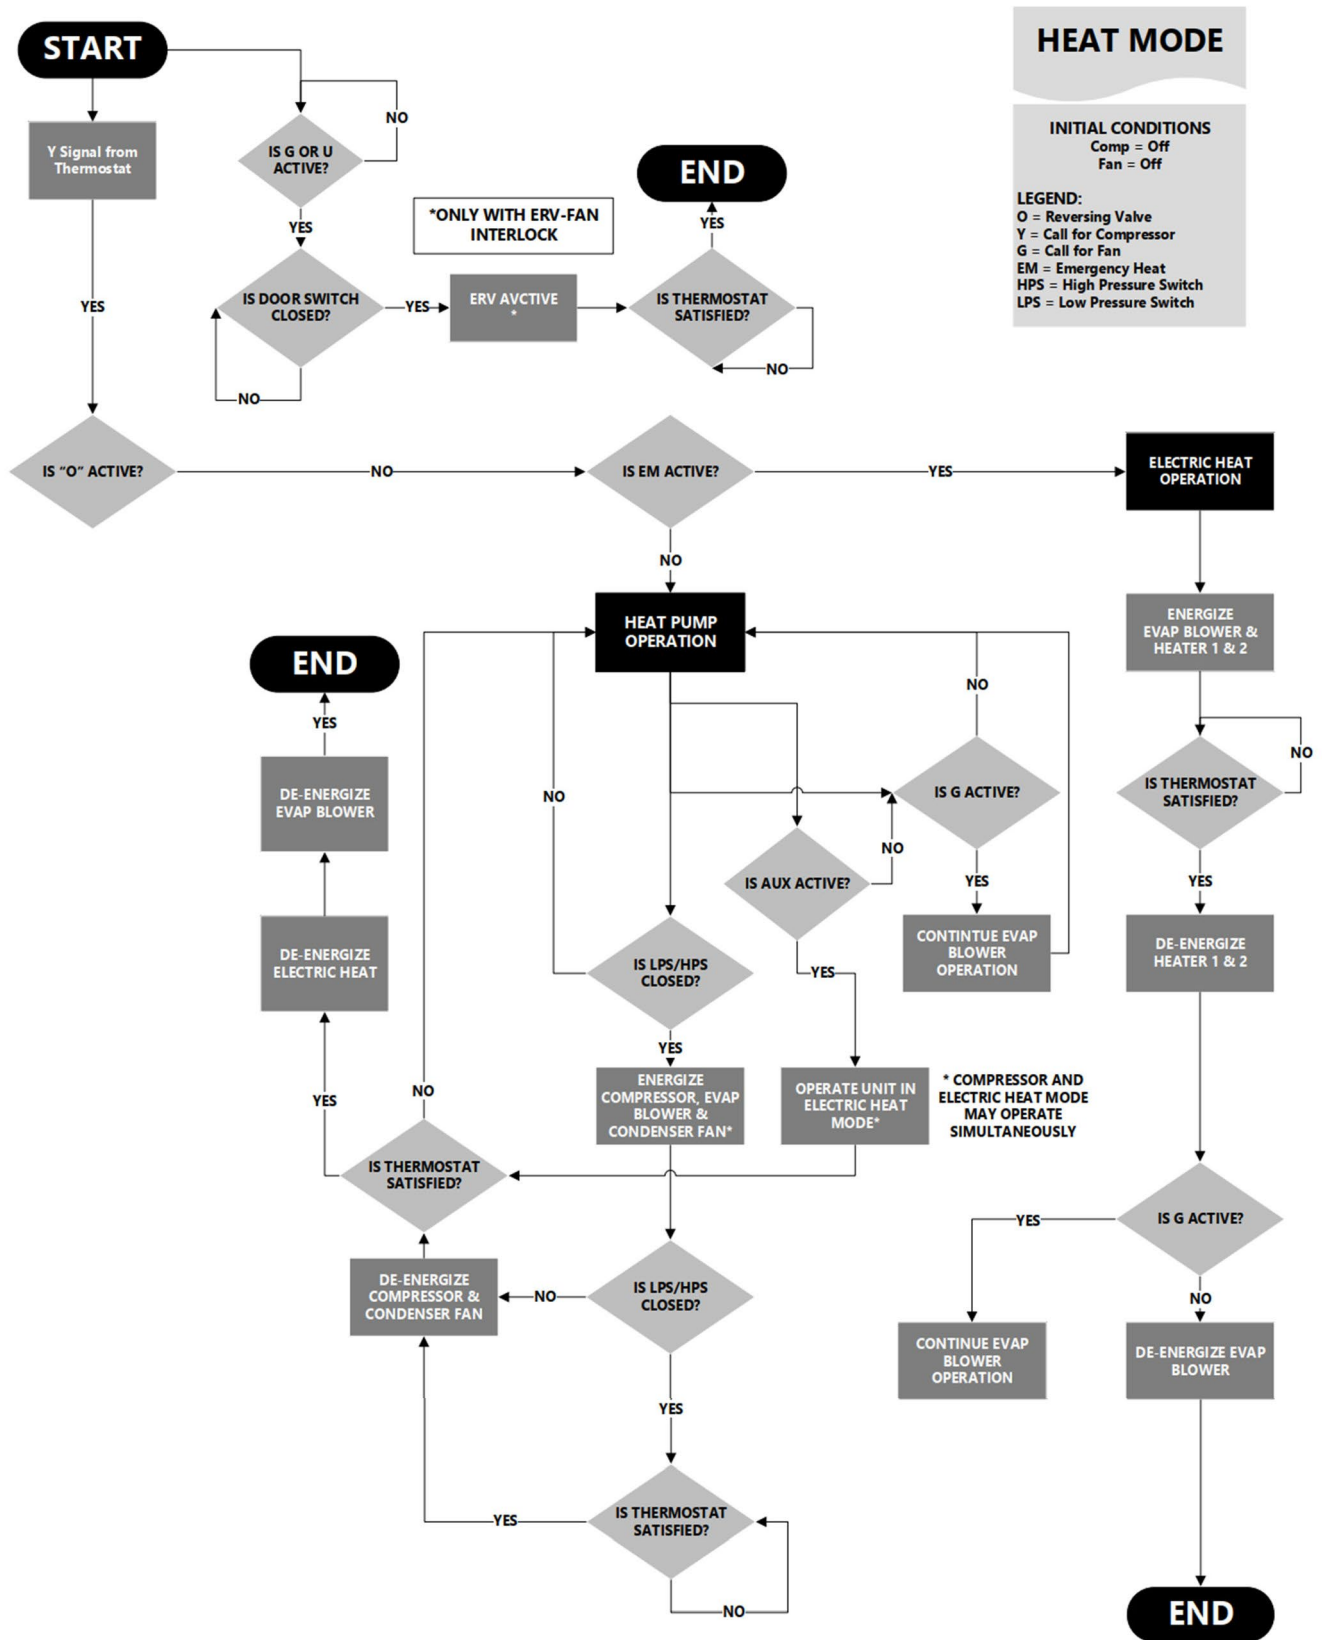 START
HEAT MODE
INITIAL CONDITIONS
Comp = Off
Fan = Off
LEGEND:
O = Reversing Valve
Y = Call for Compressor
G = Call for Fan
EM = Emergency Heat
HPS = High Pressure Switch
LPS = Low Pressure Switch
Y Signal from
Thermostat
NO
IS G OR U
ACTIVE?
YES
*ONLY WITH ERV-FAN
INTERLOCK
END
YES
IS DOOR SWITCH
CLOSED?
YES
ERV AVCTIVE
*
IS THERMOSTAT
SATISFIED?
NO
NO
YES
IS "O" ACTIVE?
NO
IS EM ACTIVE?
YES
ELECTRIC HEAT
OPERATION
NO
HEAT PUMP
OPERATION
ENERGIZE
EVAP BLOWER &
HEATER 1 & 2
END
YES
DE-ENERGIZE
EVAP BLOWER
DE-ENERGIZE
ELECTRIC HEAT
YES
NO
NO
NO
IS G ACTIVE?
NO
IS AUX ACTIVE?
YES
CONTINTUE EVAP
BLOWER
OPERATION
YES
NO
IS THERMOSTAT
SATISFIED?
YES
DE-ENERGIZE
HEATER 1 & 2
IS LPS/HPS
CLOSED?
YES
ENERGIZE
COMPRESSOR, EVAP
BLOWER &
CONDENSER FAN*
OPERATE UNIT IN
ELECTRIC HEAT
MODE*
* COMPRESSOR AND
ELECTRIC HEAT MODE
MAY OPERATE
SIMULTANEOUSLY
IS THERMOSTAT
SATISFIED?
DE-ENERGIZE
COMPRESSOR &
CONDENSER FAN
NO
IS LPS/HPS
CLOSED?
YES
IS G ACTIVE?
YES
NO
CONTINUE EVAP
BLOWER
OPERATION
DE-ENERGIZE EVAP
BLOWER
YES
IS THERMOSTAT
SATISFIED?
NO
END